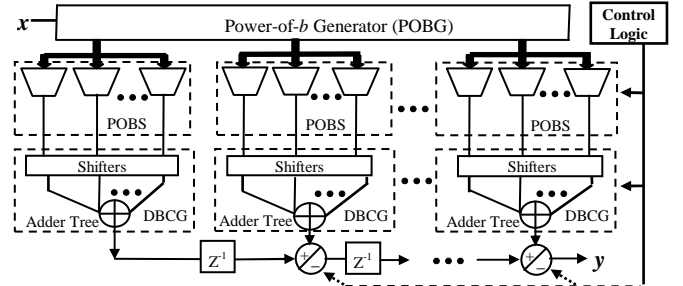 x
Power-of-b Generator (POBG)
Control
Logic
POBS
POBS
POBS
Shifters
Shifters
Shifters
Adder Tree
DBCG
Adder Tree
DBCG
Adder Tree
DBCG
Z-1
+
−
Z-1
+
−
y